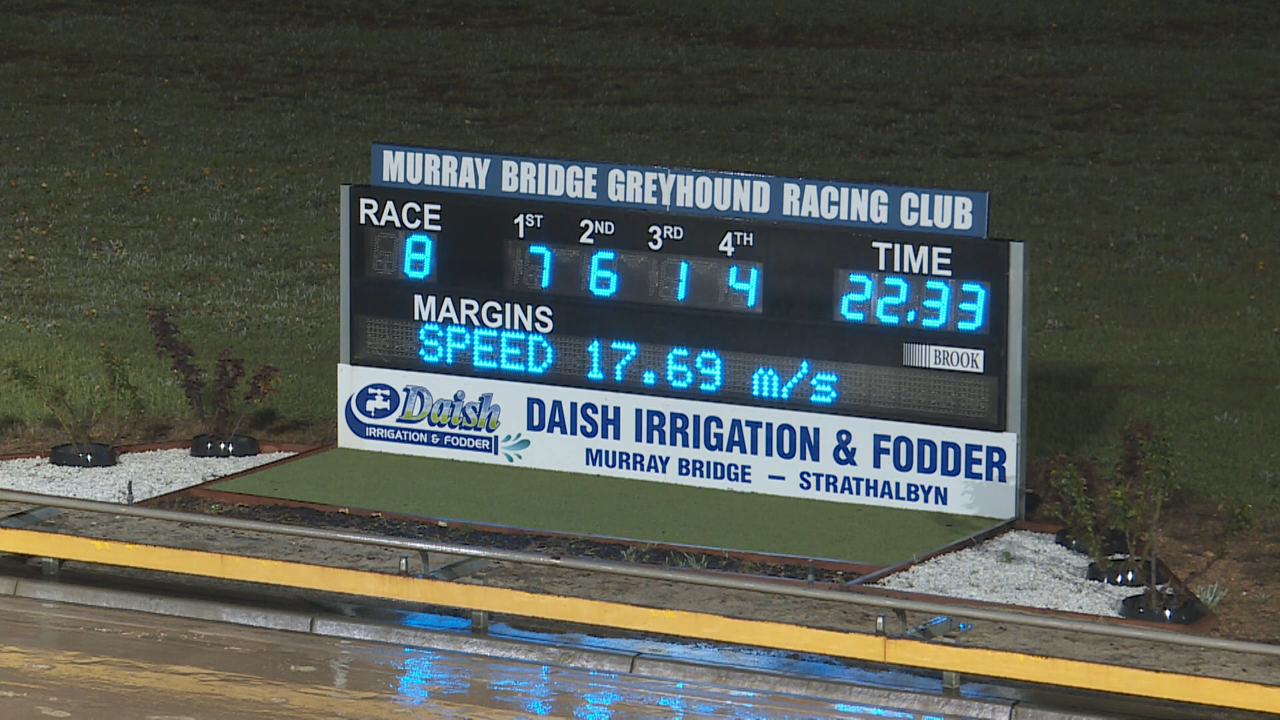 MURRAY BRIDGE GREYHOUND RACING CLUB
RACE 1ST 2ND 3RD 4TH TIME
8 7 6 1 4 22.33
MARGINS
SPEED 17.69 m/s
BROOK
Daish
IRRIGATION & FODDER
DAISH IRRIGATION & FODDER
MURRAY BRIDGE – STRATHALBYN